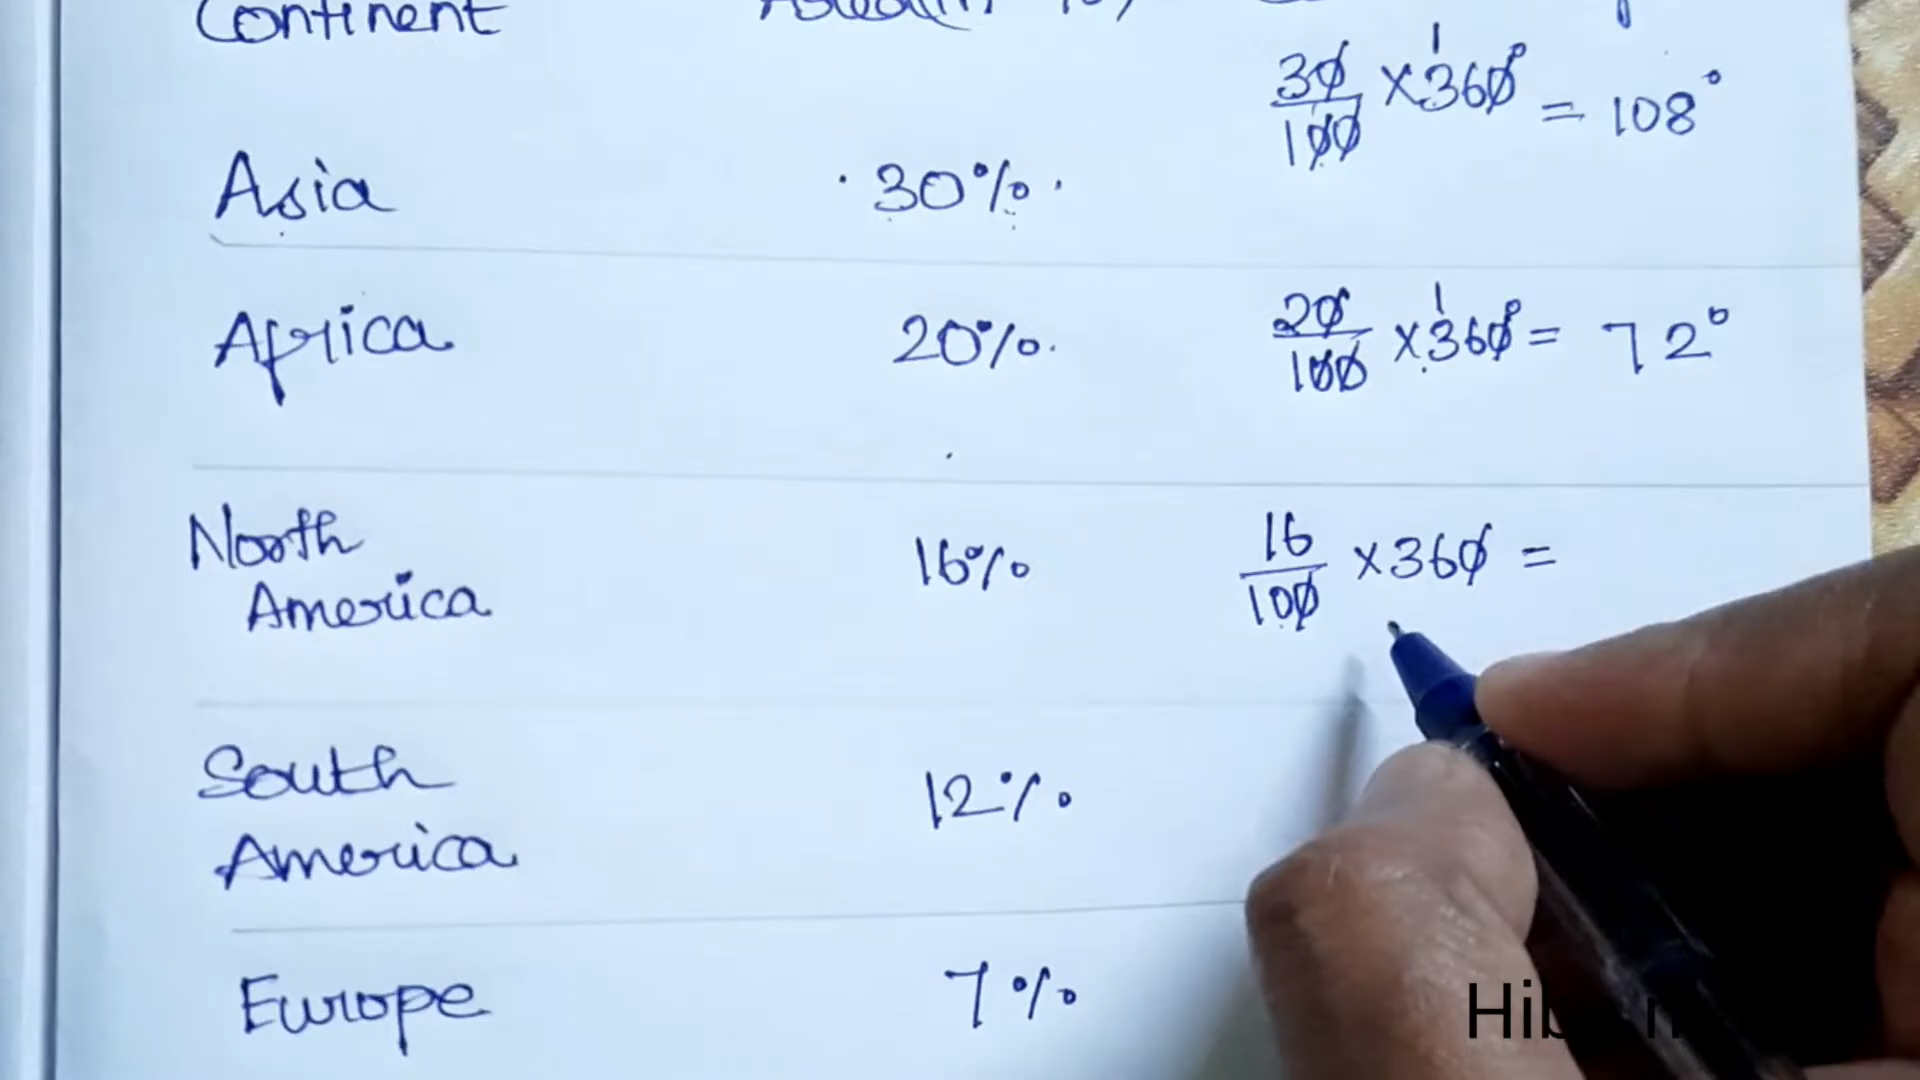 Continent
30/100 × 360° = 108°
Asia 30%
Africa 20% 20/100 × 360° = 72°
North
America 16% 16/100 × 360 =
South
America 12%
Europe 7%